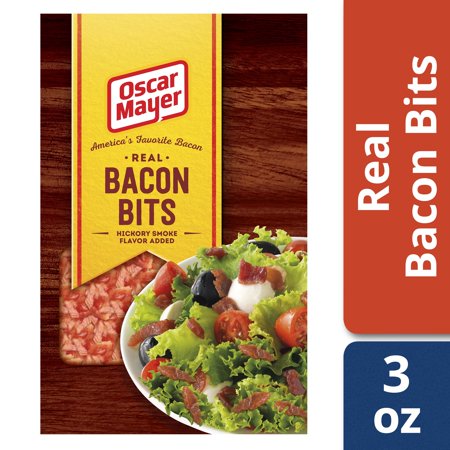 Oscar
Mayer
America's Favorite Bacon
• REAL •
BACON
BITS
HICKORY SMOKE
FLAVOR ADDED
Real
Bacon Bits
3
oz